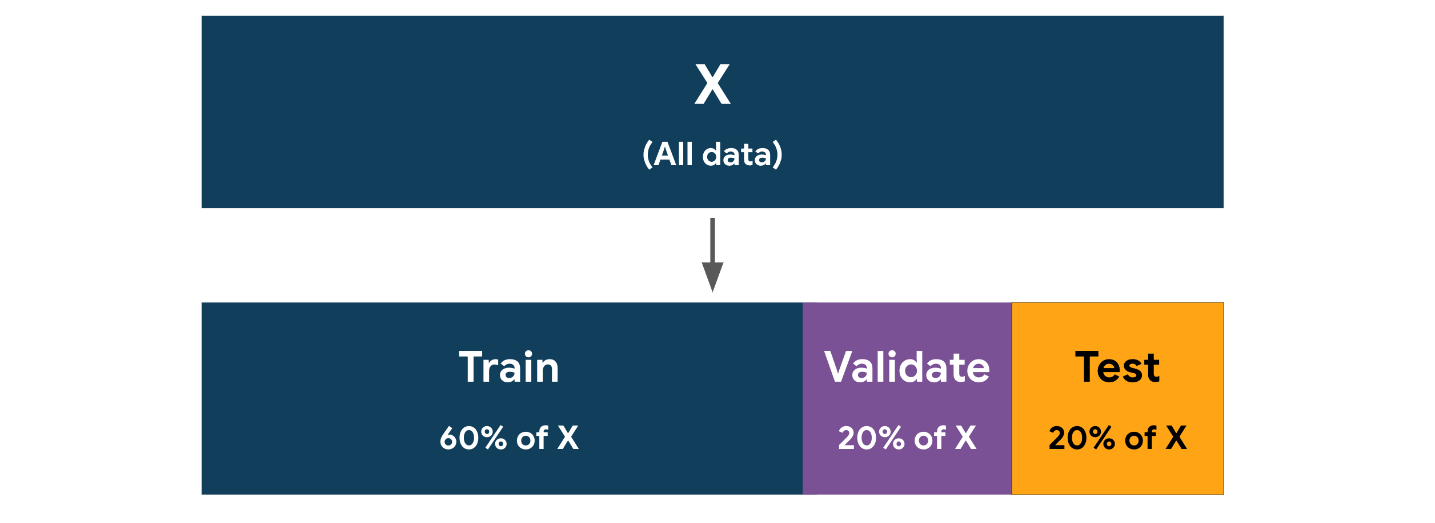 X
(All data)
Train
60% of X
Validate
20% of X
Test
20% of X